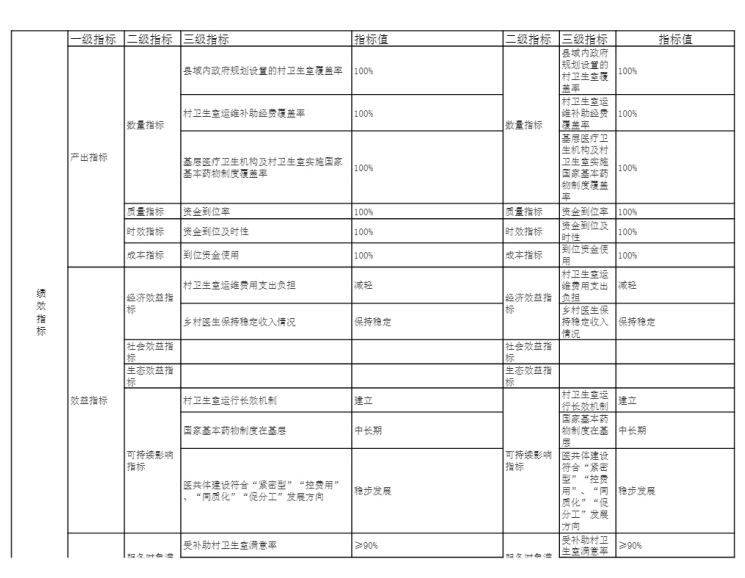 一级指标 二级指标 三级指标 指标值 二级指标 三级指标 指标值
绩
效
指
标
产出指标
数量指标
县域内政府规划设置的村卫生室覆盖率 100%
村卫生室运维补助经费覆盖率 100%
基层医疗卫生机构及村卫生室实施国家
基本药物制度覆盖率
100%
数量指标
县域内政府
规划设置的
村卫生室覆
盖率
100%
村卫生室运
维补助经费
覆盖率
100%
基层医疗卫
生机构及村
卫生室实施
国家基本药
物制度覆盖
率
100%
质量指标 资金到位率 100% 质量指标 资金到位率 100%
时效指标 资金到位及时性 100% 时效指标
资金到位及
时性
100%
成本指标 到位资金使用 100% 成本指标
到位资金使
用
100%
效益指标
经济效益指
标
村卫生室运维费用支出负担 减轻
乡村医生保持稳定收入情况 保持稳定
经济效益指
标
村卫生室运
维费用支出
负担
减轻
乡村医生保
持稳定收入
情况
保持稳定
社会效益指
标
社会效益指
标
生态效益指
标
生态效益指
标
可持续影响
指标
村卫生室运行长效机制 建立
国家基本药物制度在基层 中长期
医共体建设符合“紧密型”“控费用”
、“同质化”“促分工”发展方向
稳步发展
可持续影响
指标
村卫生室运
行长效机制
建立
国家基本药
物制度在基
层
中长期
医共体建设
符合“紧密
型”“控费
用”、“同
质化”“促
分工”发展
方向
稳步发展
服务对象满
受补助村卫生室满意率 ≥90%
服务对象满
受补助村卫
生室满意率
≥90%